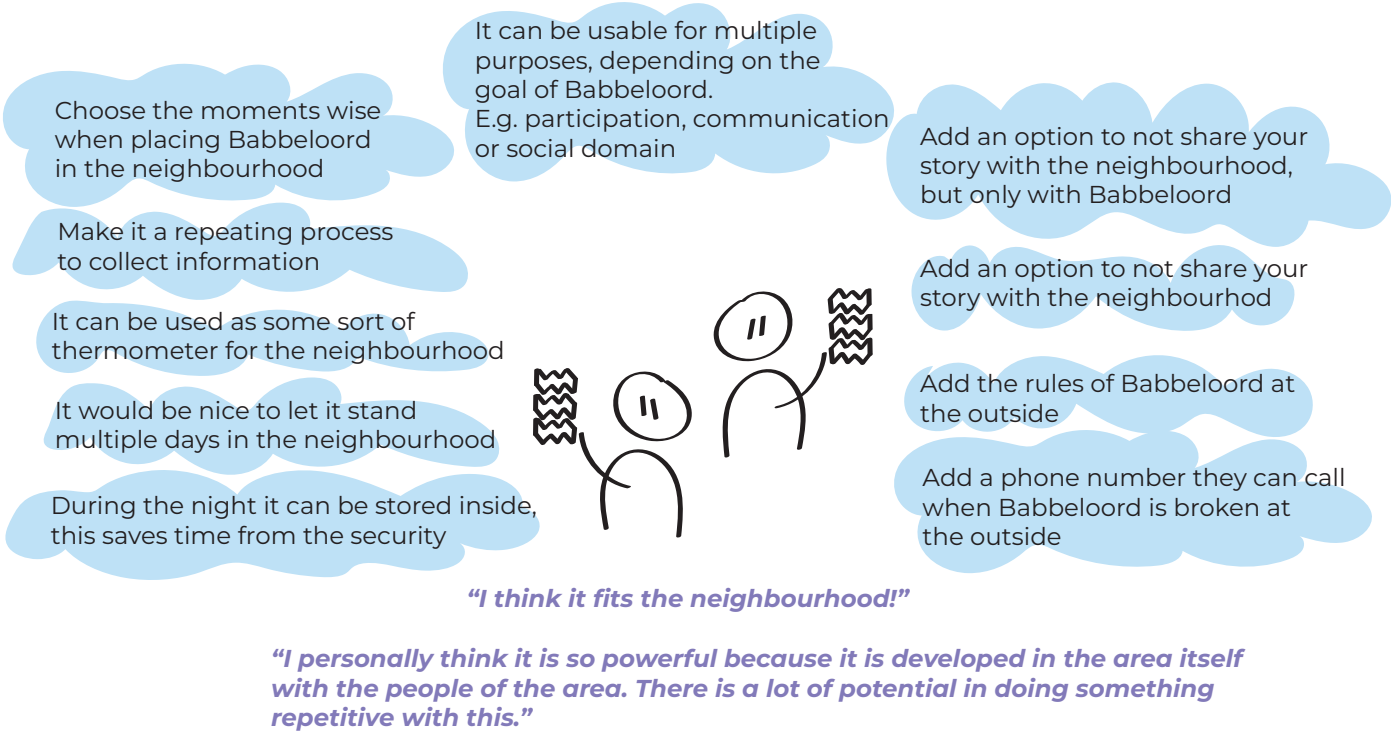 It can be usable for multiple
purposes, depending on the
goal of Babbeloord.
E.g. participation, communication
or social domain
Choose the moments wise
when placing Babbeloord
in the neighbourhood
Make it a repeating process
to collect information
It can be used as some sort of
thermometer for the neighbourhood
It would be nice to let it stand
multiple days in the neighbourhood
During the night it can be stored inside,
this saves time from the security
Add an option to not share your
story with the neighbourhood,
but only with Babbeloord
Add an option to not share your
story with the neighbourhod
Add the rules of Babbeloord at
the outside
Add a phone number they can call
when Babbeloord is broken at
the outside
“I think it fits the neighbourhood!”
“I personally think it is so powerful because it is developed in the area itself
with the people of the area. There is a lot of potential in doing something
repetitive with this.”